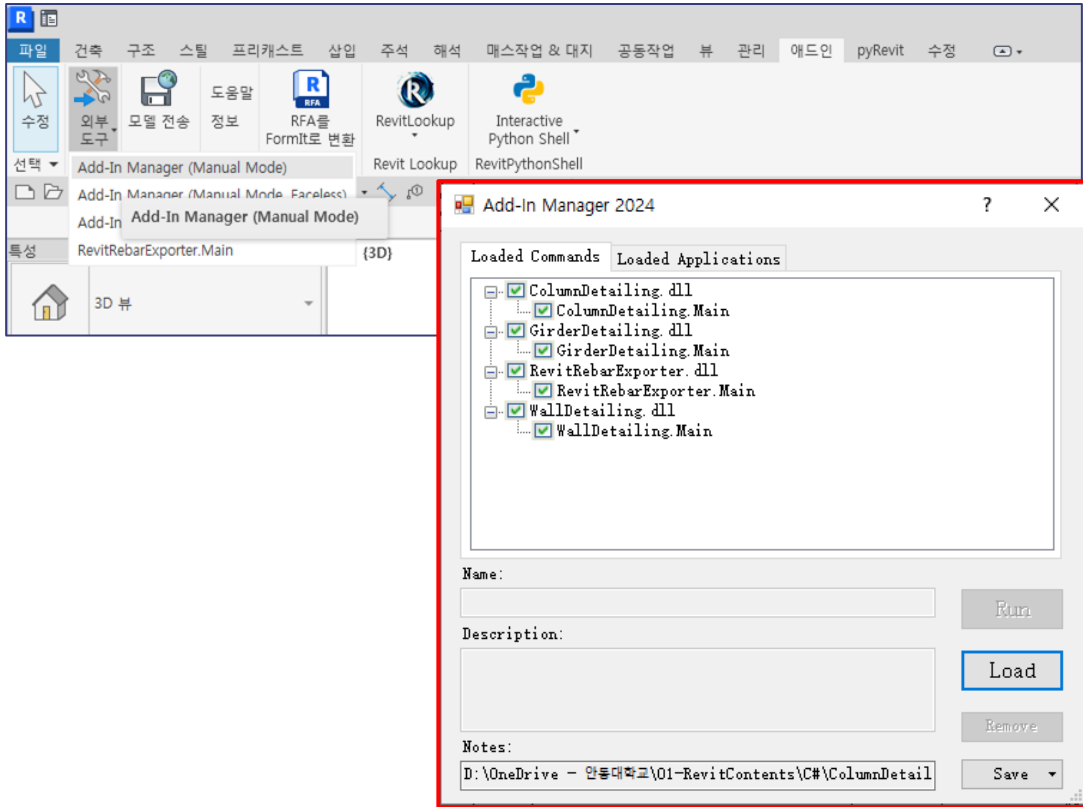 R
파일 건축 구조 스틸 프리캐스트 삽입 주석 해석 매스작업 & 대지 공동작업 뷰 관리 애드인 pyRevit 수정
수정
외부
도구
모델 전송
도움말
정보
R
RFA
RFA를
FormIt로 변환
R
RevitLookup
Interactive
Python Shell
선택
Revit Lookup
RevitPythonShell
Add-In Manager (Manual Mode)
Add-In Manager (Manual Mode, Faceless)
Add-In
Add-In Manager (Manual Mode)
RevitRebarExporter.Main
특성
{3D}
3D 뷰
Add-In Manager 2024 ?
Loaded Commands Loaded Applications
ColumnDetailing.dll
ColumnDetailing.Main
GirderDetailing.dll
GirderDetailing.Main
RevitRebarExporter.dll
RevitRebarExporter.Main
WallDetailing.dll
WallDetailing.Main
Name:
Run
Description:
Load
Remove
Notes:
D:\OneDrive - 안동대학교\01-RevitContents\C#\ColumnDetail
Save